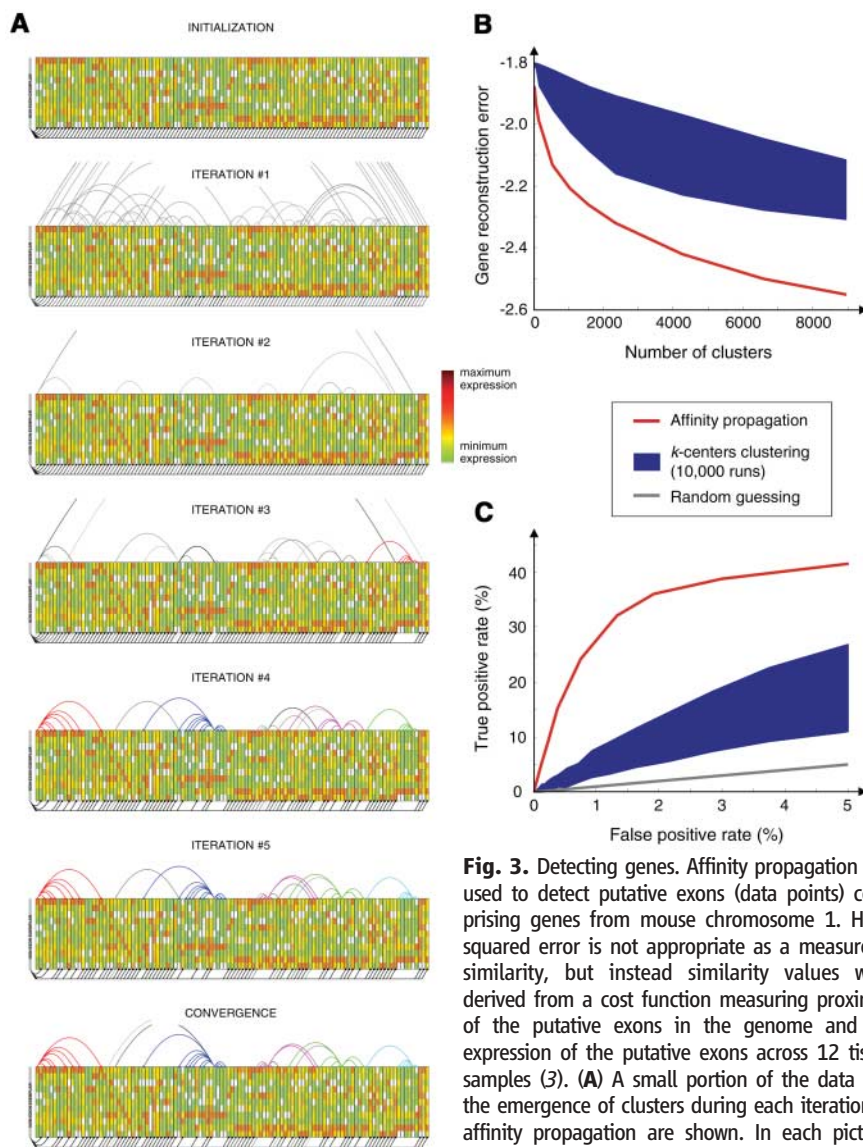 A
INITIALIZATION
ITERATION #1
ITERATION #2
maximum
expression
minimum
expression
ITERATION #3
ITERATION #4
ITERATION #5
CONVERGENCE
B
Gene reconstruction error
-1.8
-2.0
-2.2
-2.4
-2.6
0 2000 4000 6000 8000
Number of clusters
Affinity propagation
k-centers clustering
(10,000 runs)
Random guessing
C
True positive rate (%)
40
30
20
10
0
0 1 2 3 4 5
False positive rate (%)
Fig. 3. Detecting genes. Affinity propagation
used to detect putative exons (data points) co
prising genes from mouse chromosome 1. H
squared error is not appropriate as a measure
similarity, but instead similarity values w
derived from a cost function measuring proxim
of the putative exons in the genome and
expression of the putative exons across 12 tis
samples (3). (A) A small portion of the data
the emergence of clusters during each iteration
affinity propagation are shown. In each pict